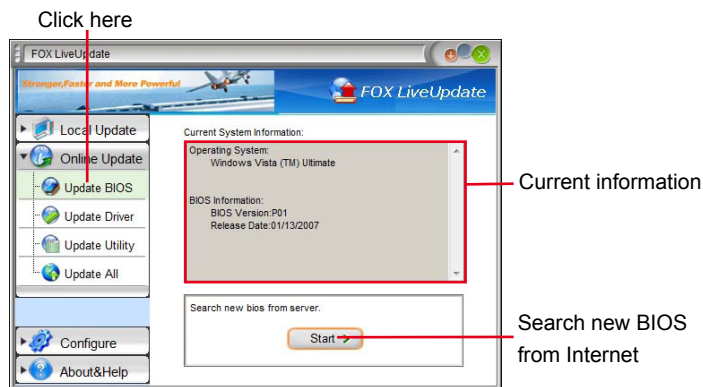 Click here
FOX LiveUpdate
Stronger,Faster and More Powerful
FOX LiveUpdate
Local Update
Online Update
Update BIOS
Update Driver
Update Utility
Update All
Configure
About&Help
Current System Information:
Operating System:
Windows Vista (TM) Ultimate
BIOS Information:
BIOS Version:P01
Release Date:01/13/2007
Search new bios from server.
Start
Current information
Search new BIOS
from Internet